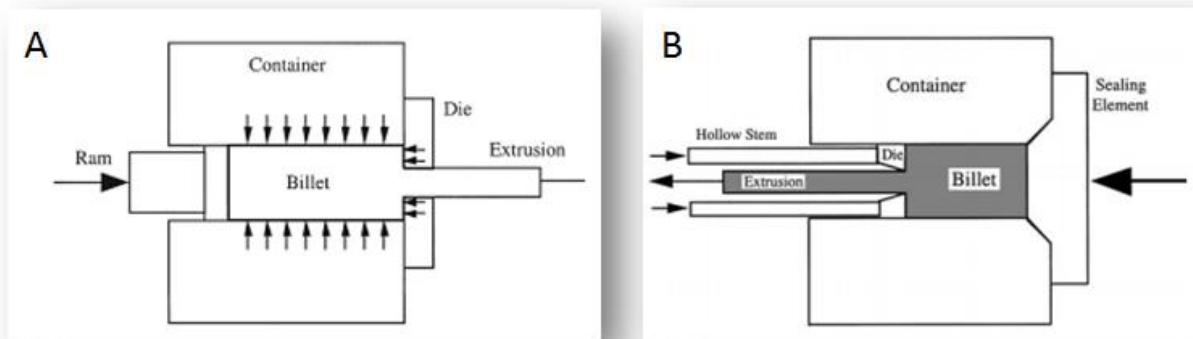 A
Container
Die
Ram
Extrusion
Billet
B
Container
Sealing
Element
Hollow Stem
Die
Extrusion
Billet